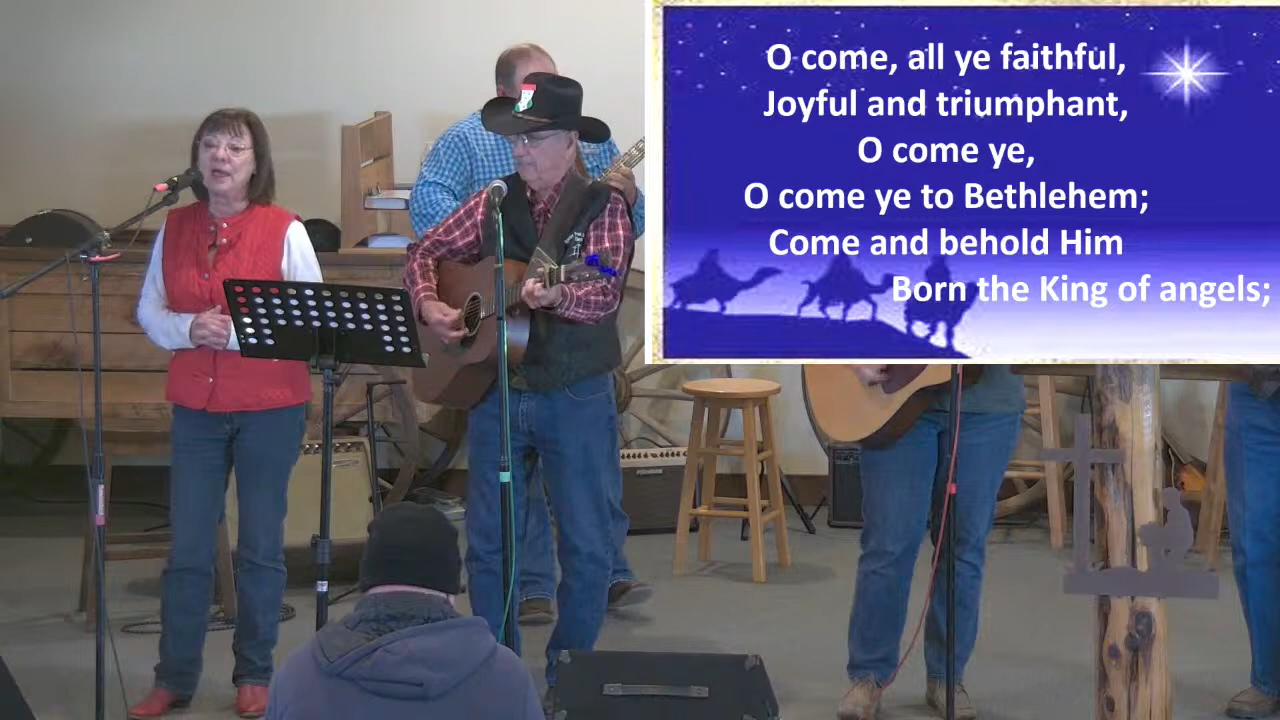 O come, all ye faithful,
Joyful and triumphant,
O come ye,
O come ye to Bethlehem;
Come and behold Him
Born the King of angels;